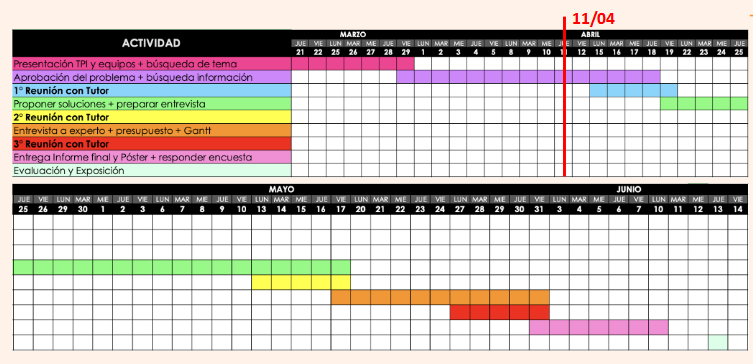 11/04
ACTIVIDAD MARZO ABRIL
JUE VIE LUN MAR MIE JUE VIE LUN MAR MIE JUE VIE LUN MAR MIE JUE VIE LUN MAR MIE JUE VIE LUN MAR MIE JUE
21 22 25 26 27 28 29 1 2 3 4 5 8 9 10 11 12 15 16 17 18 19 22 23 24 25
Presentación TPI y equipos + búsqueda de tema
Aprobación del problema + búsqueda información
1° Reunión con Tutor
Proponer soluciones + preparar entrevista
2° Reunión con Tutor
Entrevista a experto + presupuesto + Gantt
3° Reunión con Tutor
Entrega Informe final y Póster + responder encuesta
Evaluación y Exposición
MAYO JUNIO
JUE VIE LUN MAR MIE JUE VIE LUN MAR MIE JUE VIE LUN MAR MIE JUE VIE LUN MAR MIE JUE VIE LUN MAR MIE JUE VIE LUN MAR MIE JUE VIE LUN MAR MIE JUE VIE
25 26 29 30 1 2 3 6 7 8 9 10 13 14 15 16 17 20 21 22 23 24 27 28 29 30 31 3 4 5 6 7 10 11 12 13 14